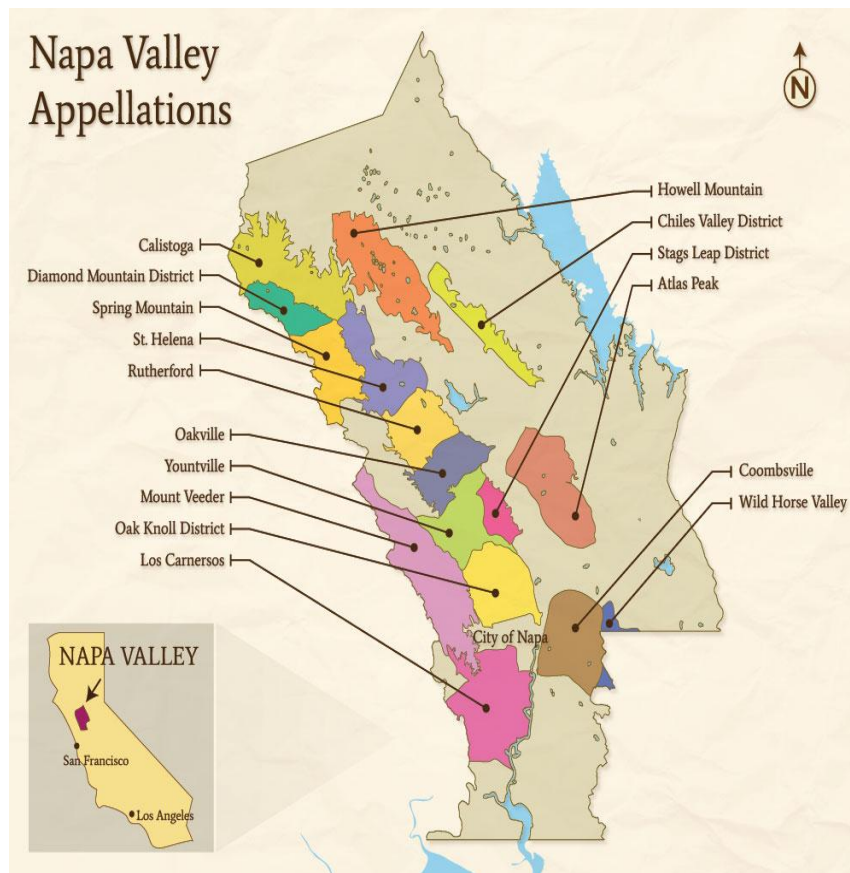 Napa Valley
Appellations
N
Howell Mountain
Chiles Valley District
Stags Leap District
Atlas Peak
Calistoga
Diamond Mountain District
Spring Mountain
St. Helena
Rutherford
Oakville
Yountville
Mount Veeder
Oak Knoll District
Los Carnersos
Coombsville
Wild Horse Valley
City of Napa
NAPA VALLEY
San Francisco
Los Angeles